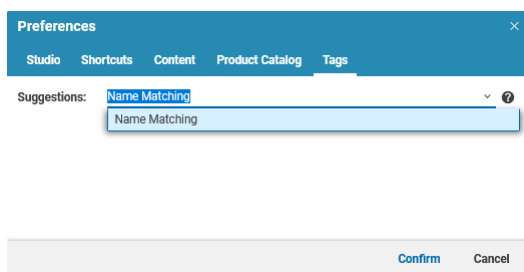 Preferences
Studio Shortcuts Content Product Catalog Tags
Suggestions: Name Matching
Name Matching
Confirm Cancel